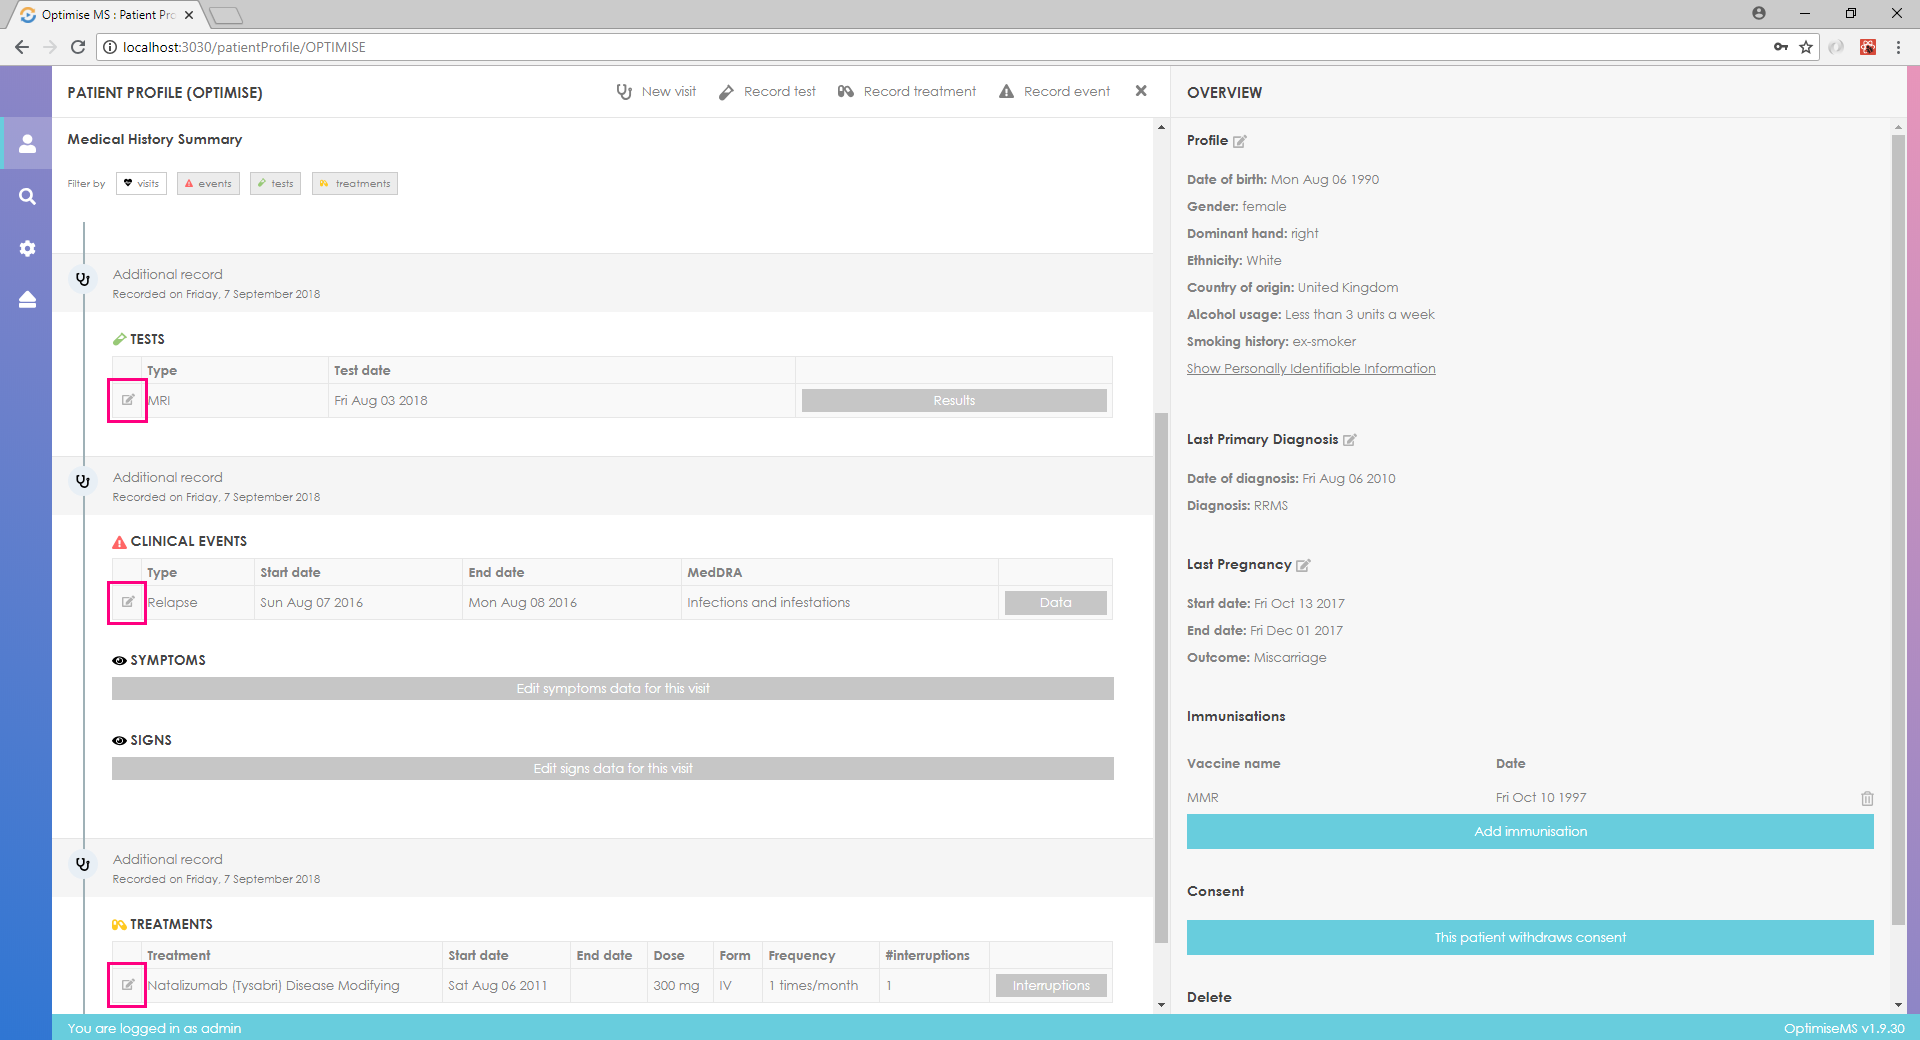 Optimise MS : Patient Pro
localhost:3030/patientProfile/OPTIMISE
PATIENT PROFILE (OPTIMISE)
New visit
Record test
Record treatment
Record event
Medical History Summary
Filter by
visits
events
tests
treatments
Additional record
Recorded on Friday, 7 September 2018
TESTS
Type Test date
MRI Fri Aug 03 2018 Results
Additional record
Recorded on Friday, 7 September 2018
CLINICAL EVENTS
Type Start date End date MedDRA
Relapse Sun Aug 07 2016 Mon Aug 08 2016 Infections and infestations Data
SYMPTOMS
Edit symptoms data for this visit
SIGNS
Edit signs data for this visit
Additional record
Recorded on Friday, 7 September 2018
TREATMENTS
Treatment Start date End date Dose Form Frequency #interruptions
Natalizumab (Tysabri) Disease Modifying Sat Aug 06 2011 300 mg IV 1 times/month 1 Interruptions
OVERVIEW
Profile
Date of birth: Mon Aug 06 1990
Gender: female
Dominant hand: right
Ethnicity: White
Country of origin: United Kingdom
Alcohol usage: Less than 3 units a week
Smoking history: ex-smoker
Show Personally Identifiable Information
Last Primary Diagnosis
Date of diagnosis: Fri Aug 06 2010
Diagnosis: RRMS
Last Pregnancy
Start date: Fri Oct 13 2017
End date: Fri Dec 01 2017
Outcome: Miscarriage
Immunisations
Vaccine name Date
MMR Fri Oct 10 1997
Add immunisation
Consent
This patient withdraws consent
Delete
You are logged in as admin
OptimiseMS v1.9.30